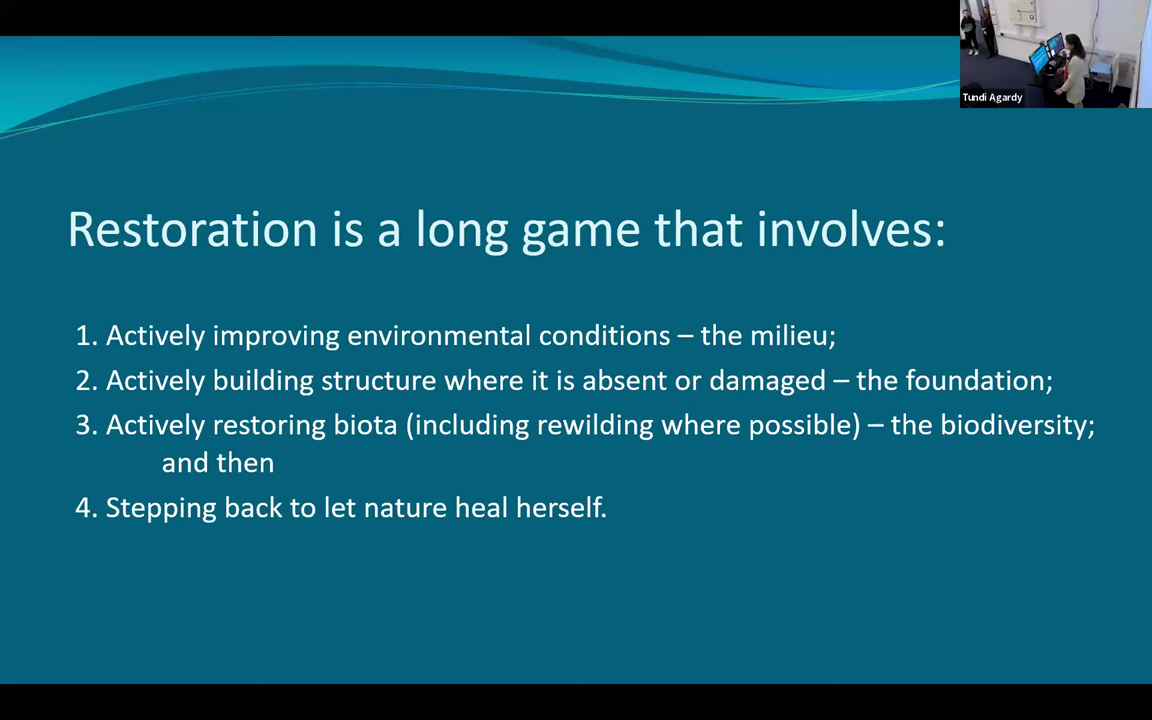 Tundi Agardy
Restoration is a long game that involves:
1. Actively improving environmental conditions – the milieu;
2. Actively building structure where it is absent or damaged – the foundation;
3. Actively restoring biota (including rewilding where possible) – the biodiversity;
and then
4. Stepping back to let nature heal herself.